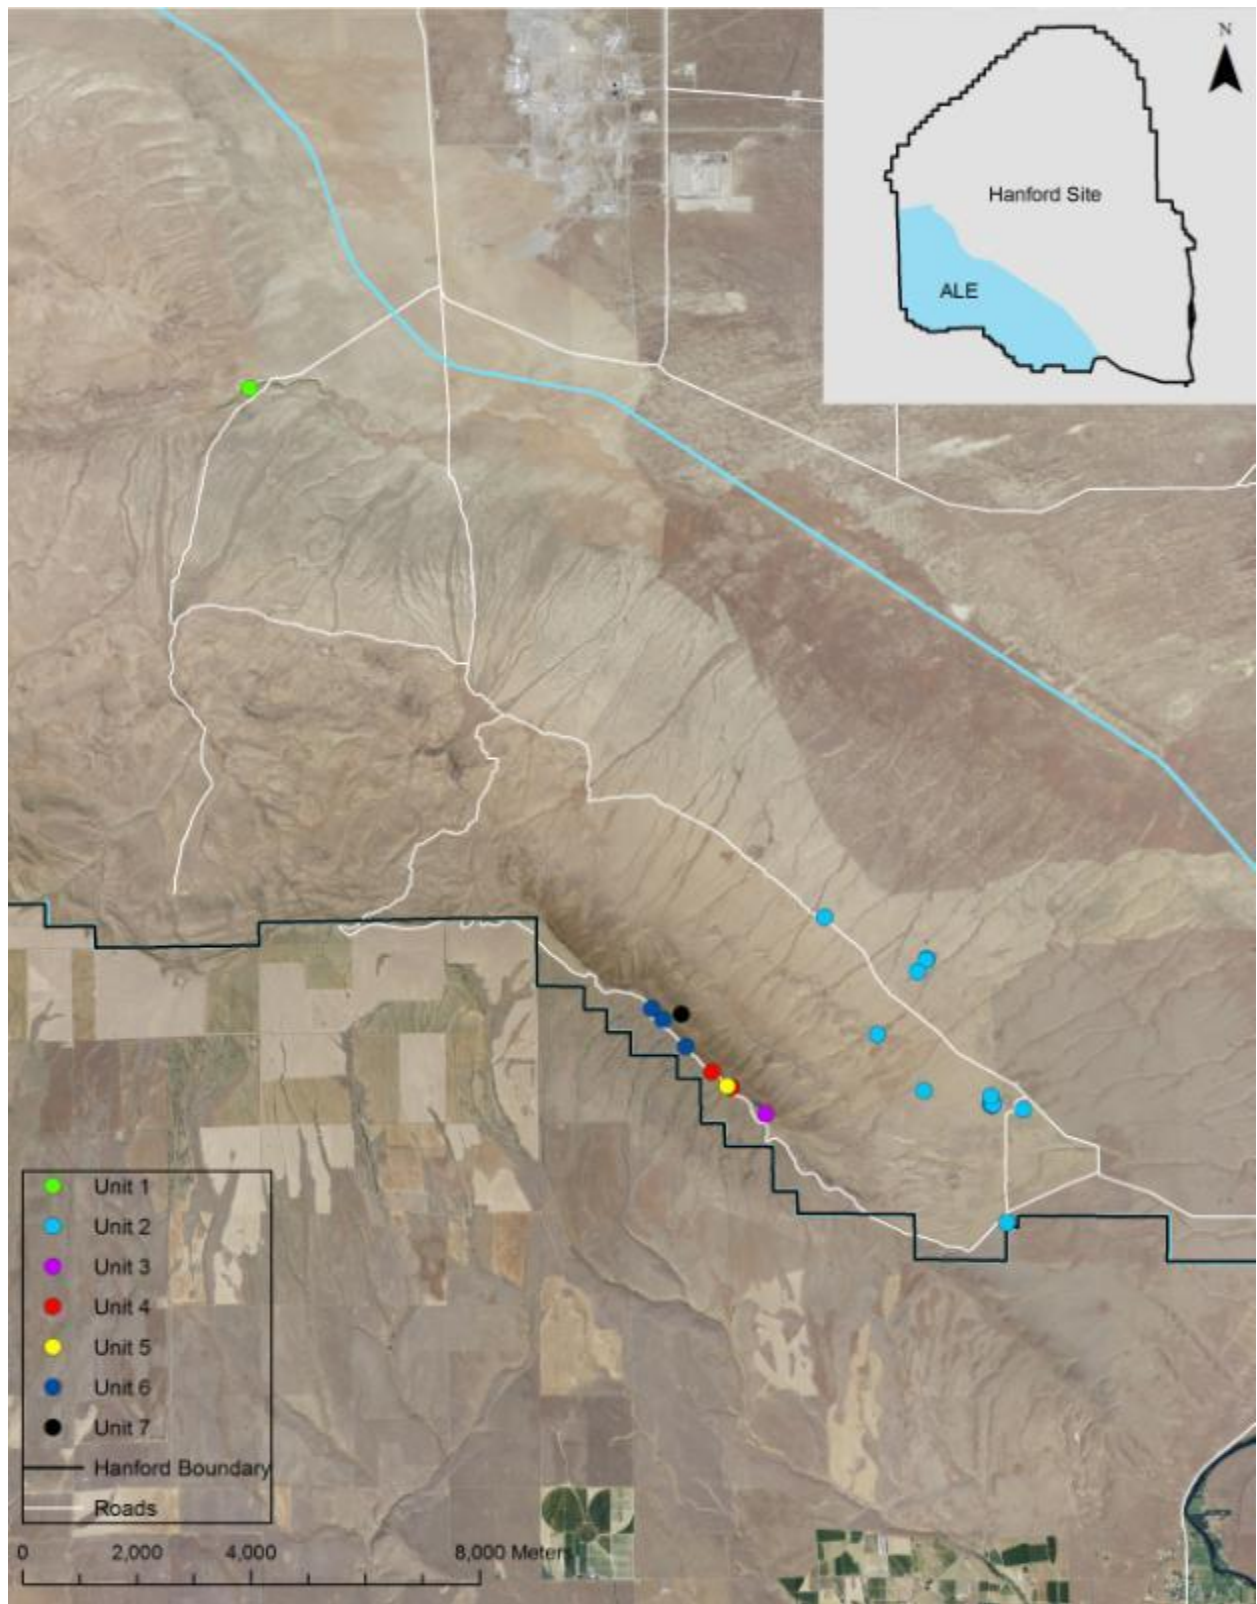 N
Hanford Site
ALE
Unit 1
Unit 2
Unit 3
Unit 4
Unit 5
Unit 6
Unit 7
Hanford Boundary
Roads
0 2,000 4,000 8,000 Meters